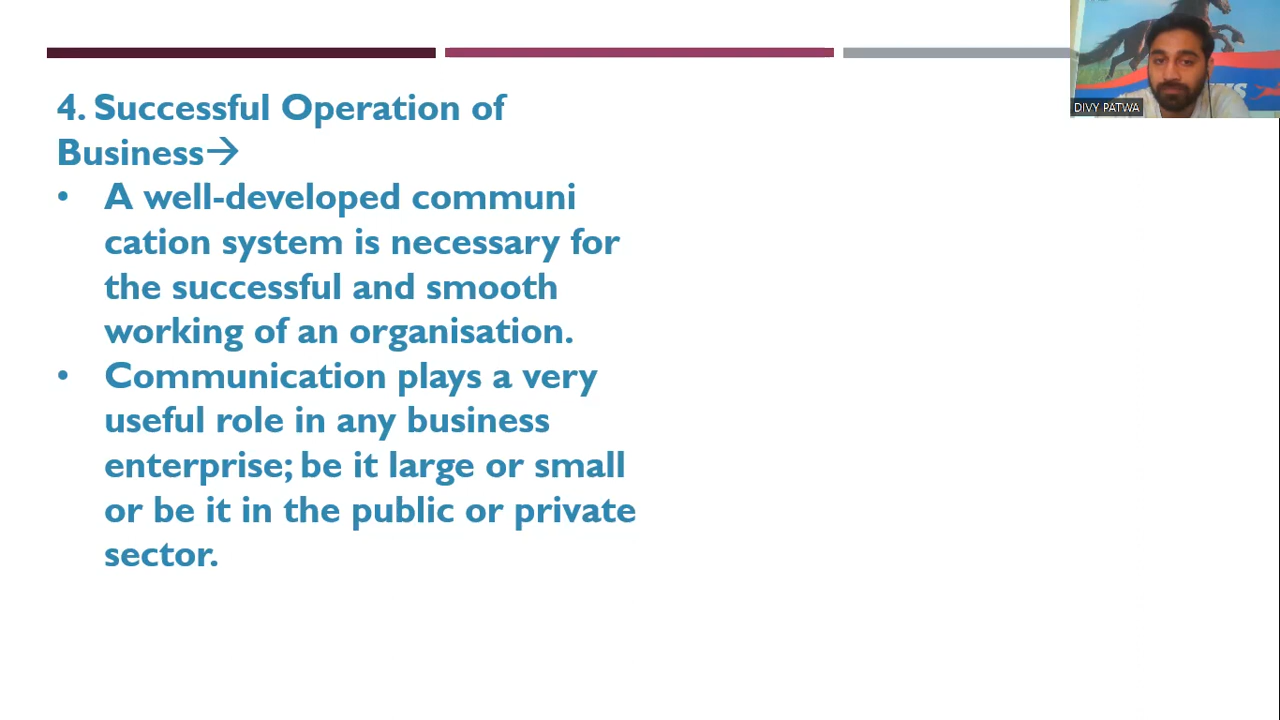 4. Successful Operation of
Business→
• A well-developed communi
cation system is necessary for
the successful and smooth
working of an organisation.
• Communication plays a very
useful role in any business
enterprise; be it large or small
or be it in the public or private
sector.
DIVY PATWA